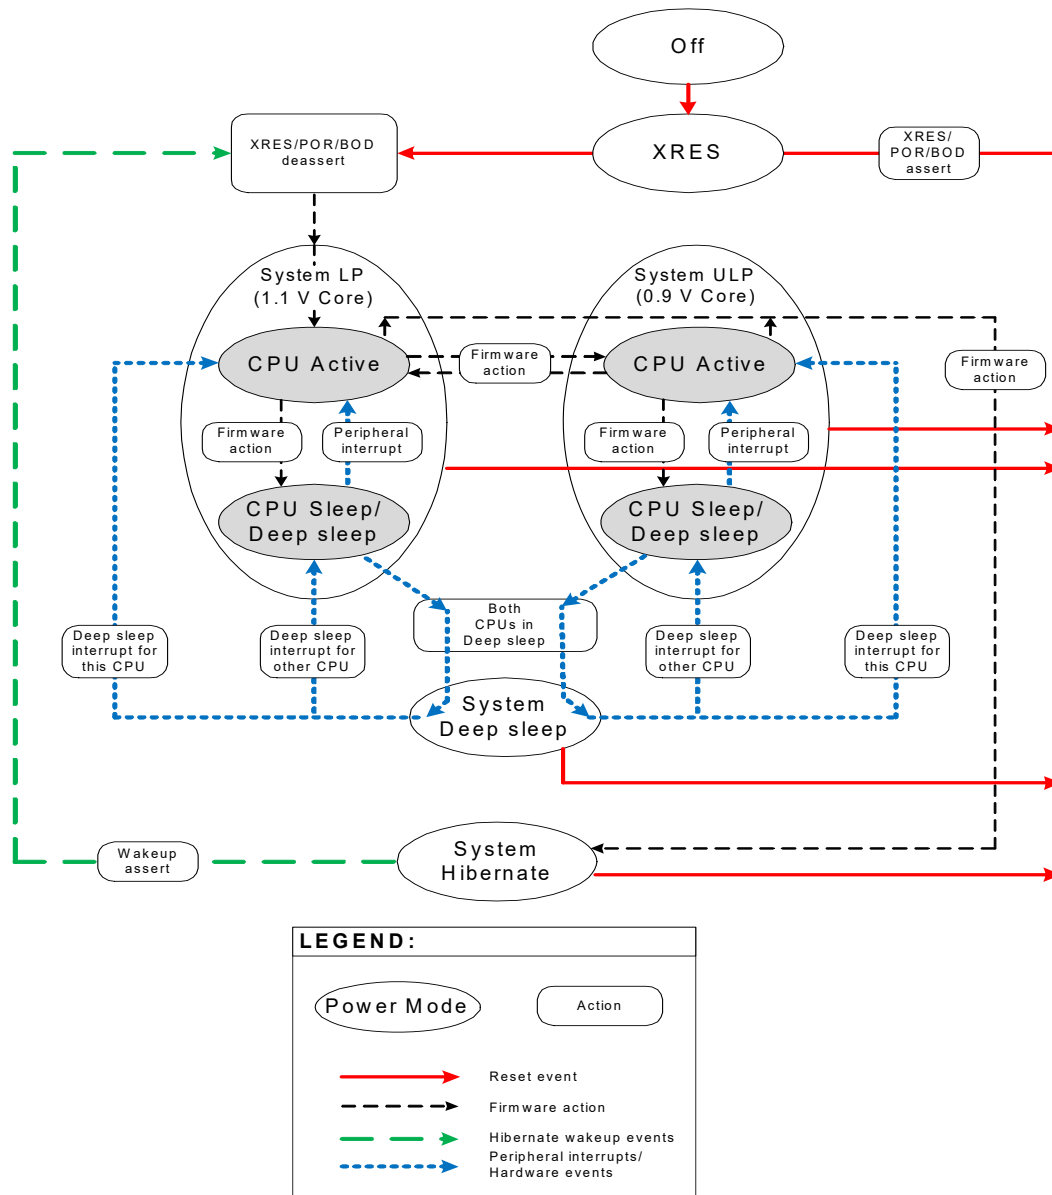 Off
XRES/POR/BOD
deassert
XRES
XRES/
POR/BOD
assert
System LP
(1.1 V Core)
System ULP
(0.9 V Core)
CPU Active
Firmware
action
CPU Active
Firmware
action
Firmware
action
Peripheral
interrupt
Firmware
action
Peripheral
interrupt
CPU Sleep/
Deep sleep
CPU Sleep/
Deep sleep
Both
CPUs in
Deep sleep
Deep sleep
interrupt for
this CPU
Deep sleep
interrupt for
other CPU
Deep sleep
interrupt for
other CPU
Deep sleep
interrupt for
this CPU
System
Deep sleep
Wakeup
assert
System
Hibernate
LEGEND:
Power Mode
Action
Reset event
Firmware action
Hibernate wakeup events
Peripheral interrupts/
Hardware events